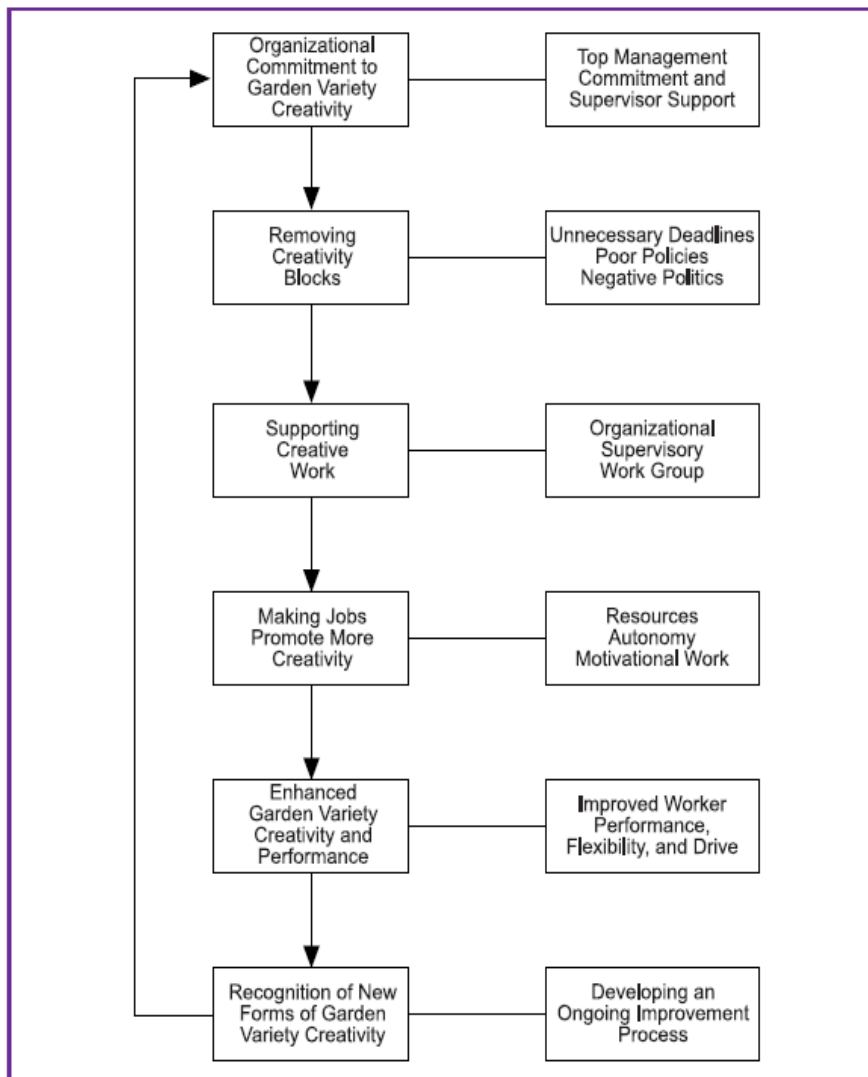 Organizational
Commitment to
Garden Variety
Creativity
Top Management
Commitment and
Supervisor Support
Removing
Creativity
Blocks
Unnecessary Deadlines
Poor Policies
Negative Politics
Supporting
Creative
Work
Organizational
Supervisory
Work Group
Making Jobs
Promote More
Creativity
Resources
Autonomy
Motivational Work
Enhanced
Garden Variety
Creativity and
Performance
Improved Worker
Performance,
Flexibility, and Drive
Recognition of New
Forms of Garden
Variety Creativity
Developing an
Ongoing Improvement
Process